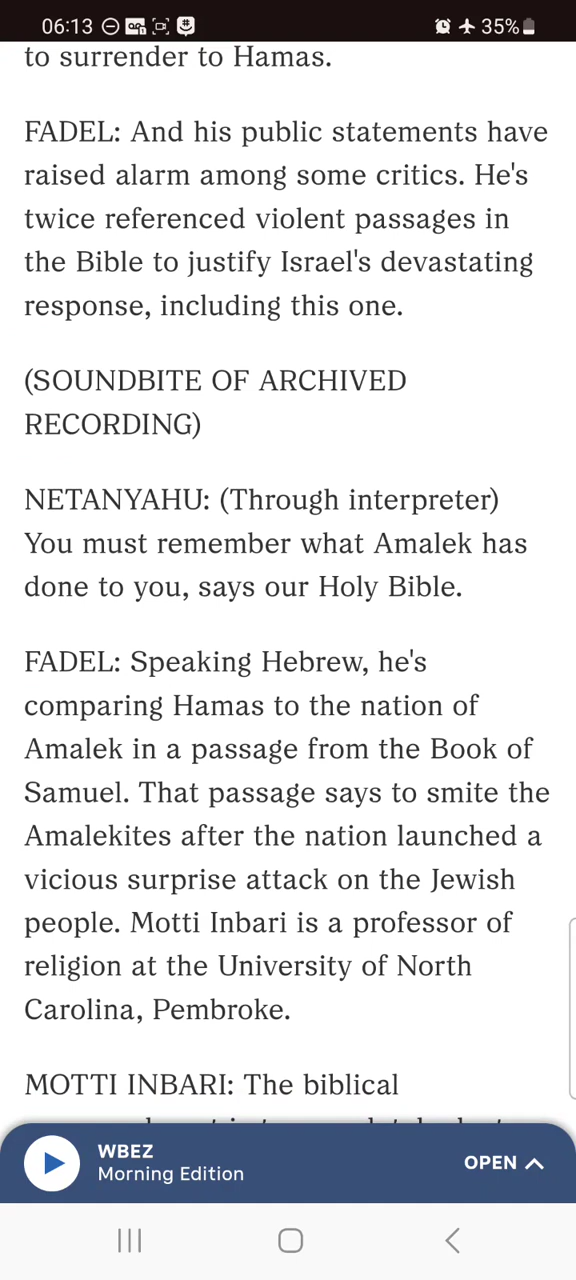 06:13 35%
to surrender to Hamas.
FADEL: And his public statements have
raised alarm among some critics. He's
twice referenced violent passages in
the Bible to justify Israel's devastating
response, including this one.
(SOUNDBITE OF ARCHIVED
RECORDING)
NETANYAHU: (Through interpreter)
You must remember what Amalek has
done to you, says our Holy Bible.
FADEL: Speaking Hebrew, he's
comparing Hamas to the nation of
Amalek in a passage from the Book of
Samuel. That passage says to smite the
Amalekites after the nation launched a
vicious surprise attack on the Jewish
people. Motti Inbari is a professor of
religion at the University of North
Carolina, Pembroke.
MOTTI INBARI: The biblical
WBEZ
Morning Edition
OPEN